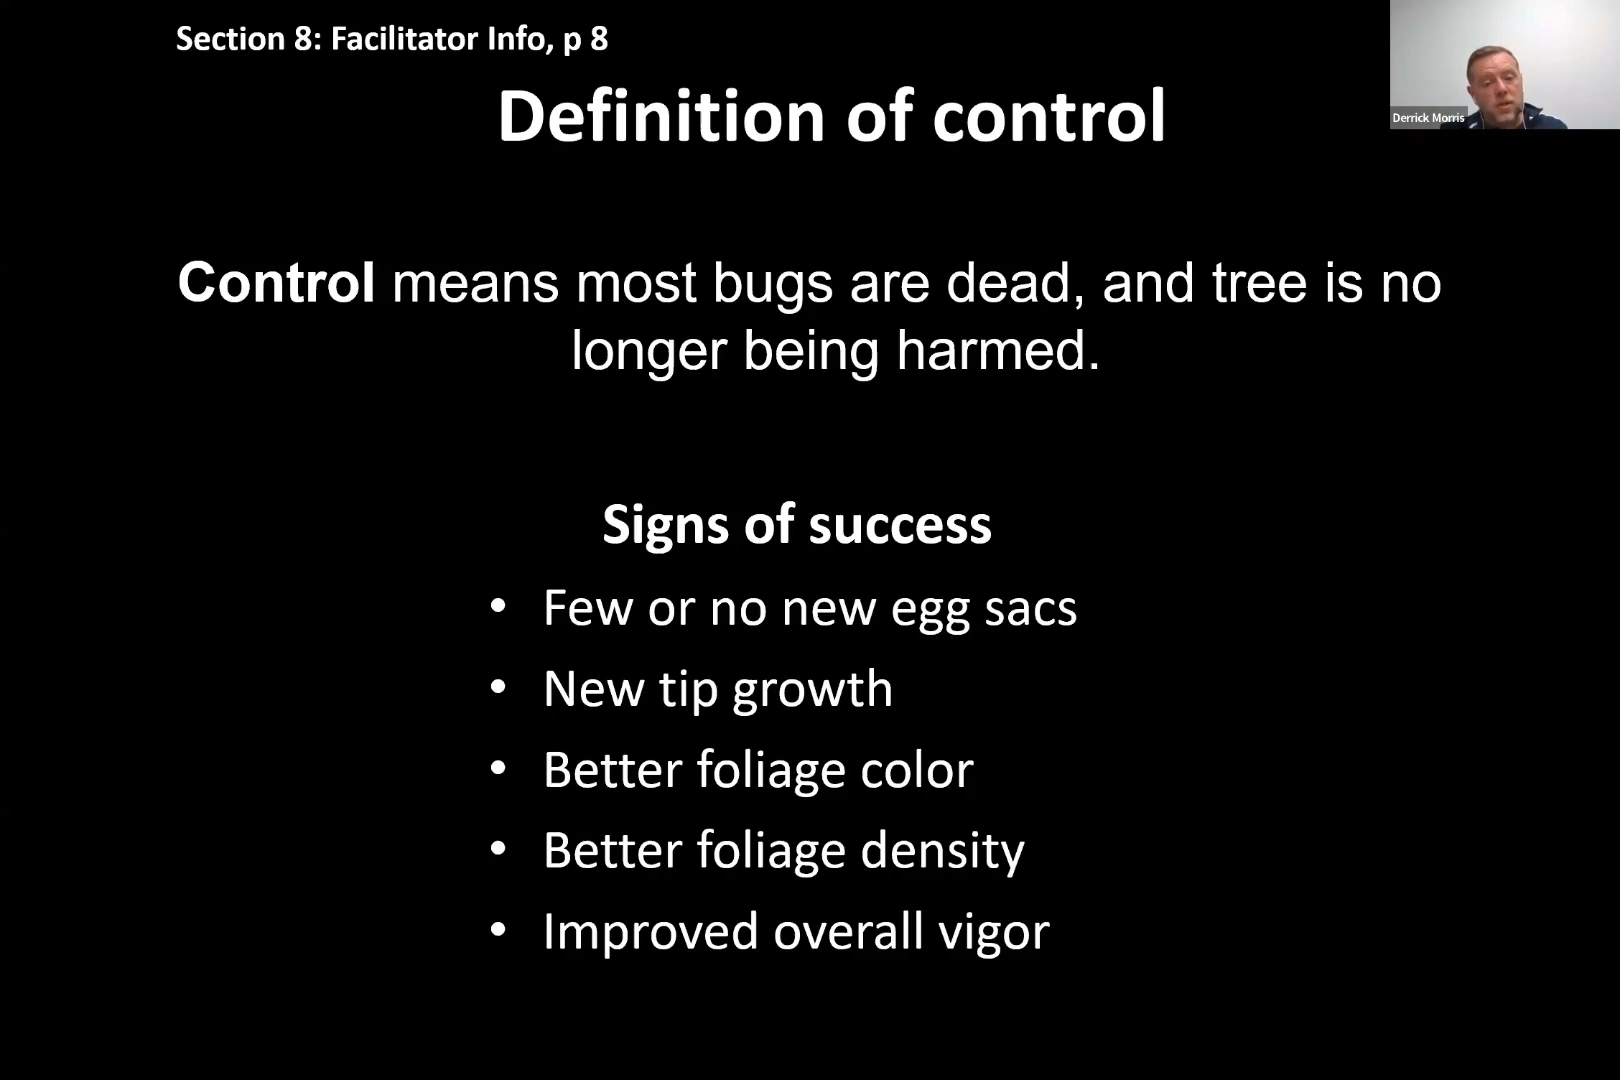 Section 8: Facilitator Info, p 8
Definition of control
Derrick Morris
Control means most bugs are dead, and tree is no
longer being harmed.
Signs of success
• Few or no new egg sacs
• New tip growth
• Better foliage color
• Better foliage density
• Improved overall vigor